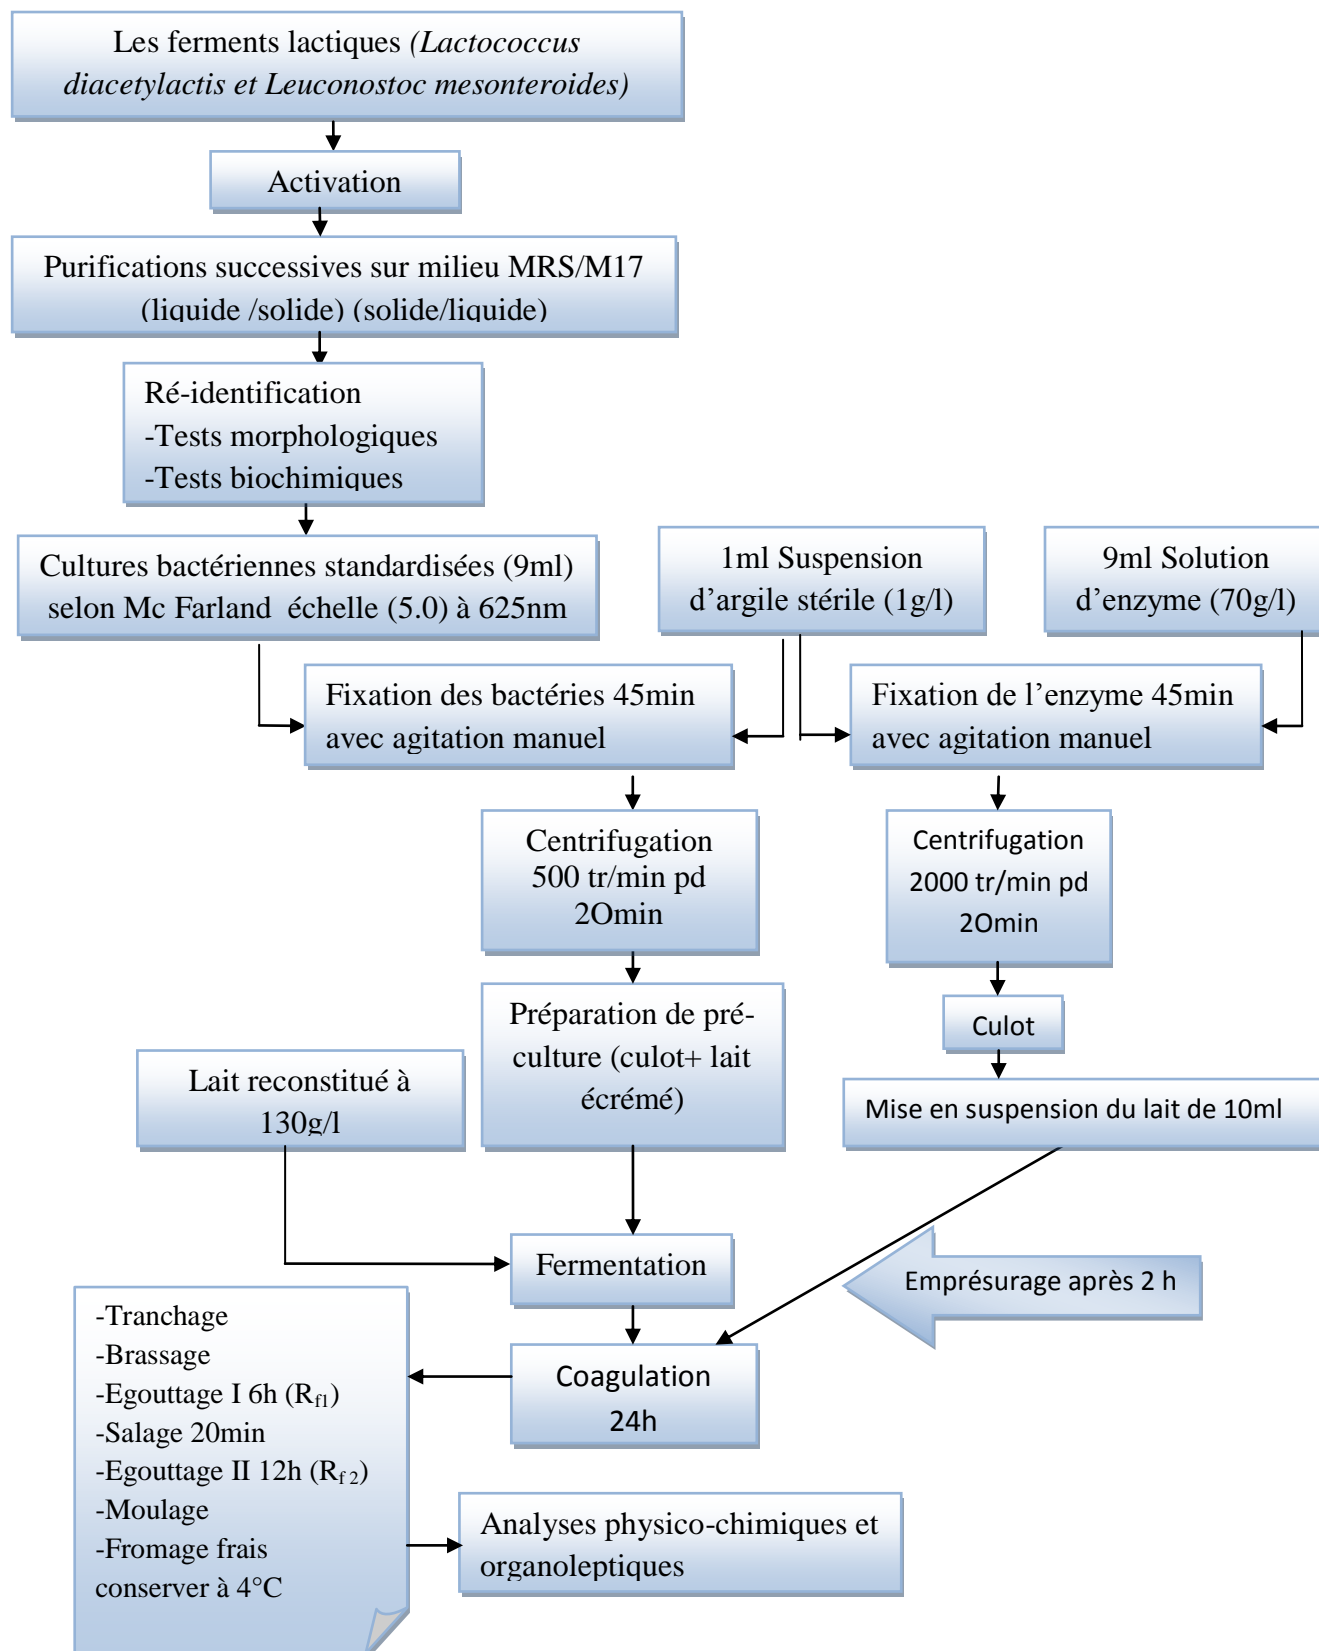 Les ferments lactiques (Lactococcus
diacetylactis et Leuconostoc mesonteroides)
Activation
Purifications successives sur milieu MRS/M17
(liquide /solide) (solide/liquide)
Ré-identification
-Tests morphologiques
-Tests biochimiques
Cultures bactériennes standardisées (9ml)
selon Mc Farland échelle (5.0) à 625nm
1ml Suspension
d’argile stérile (1g/l)
9ml Solution
d’enzyme (70g/l)
Fixation des bactéries 45min
avec agitation manuel
Fixation de l’enzyme 45min
avec agitation manuel
Centrifugation
500 tr/min pd
2Omin
Centrifugation
2000 tr/min pd
2Omin
Culot
Préparation de pré-
culture (culot+ lait
écrémé)
Lait reconstitué à
130g/l
Mise en suspension du lait de 10ml
Fermentation
Emprésurage après 2 h
Coagulation
24h
-Tranchage
-Brassage
-Egouttage I 6h (Rf1)
-Salage 20min
-Egouttage II 12h (Rf 2)
-Moulage
-Fromage frais
conserver à 4°C
Analyses physico-chimiques et
organoleptiques